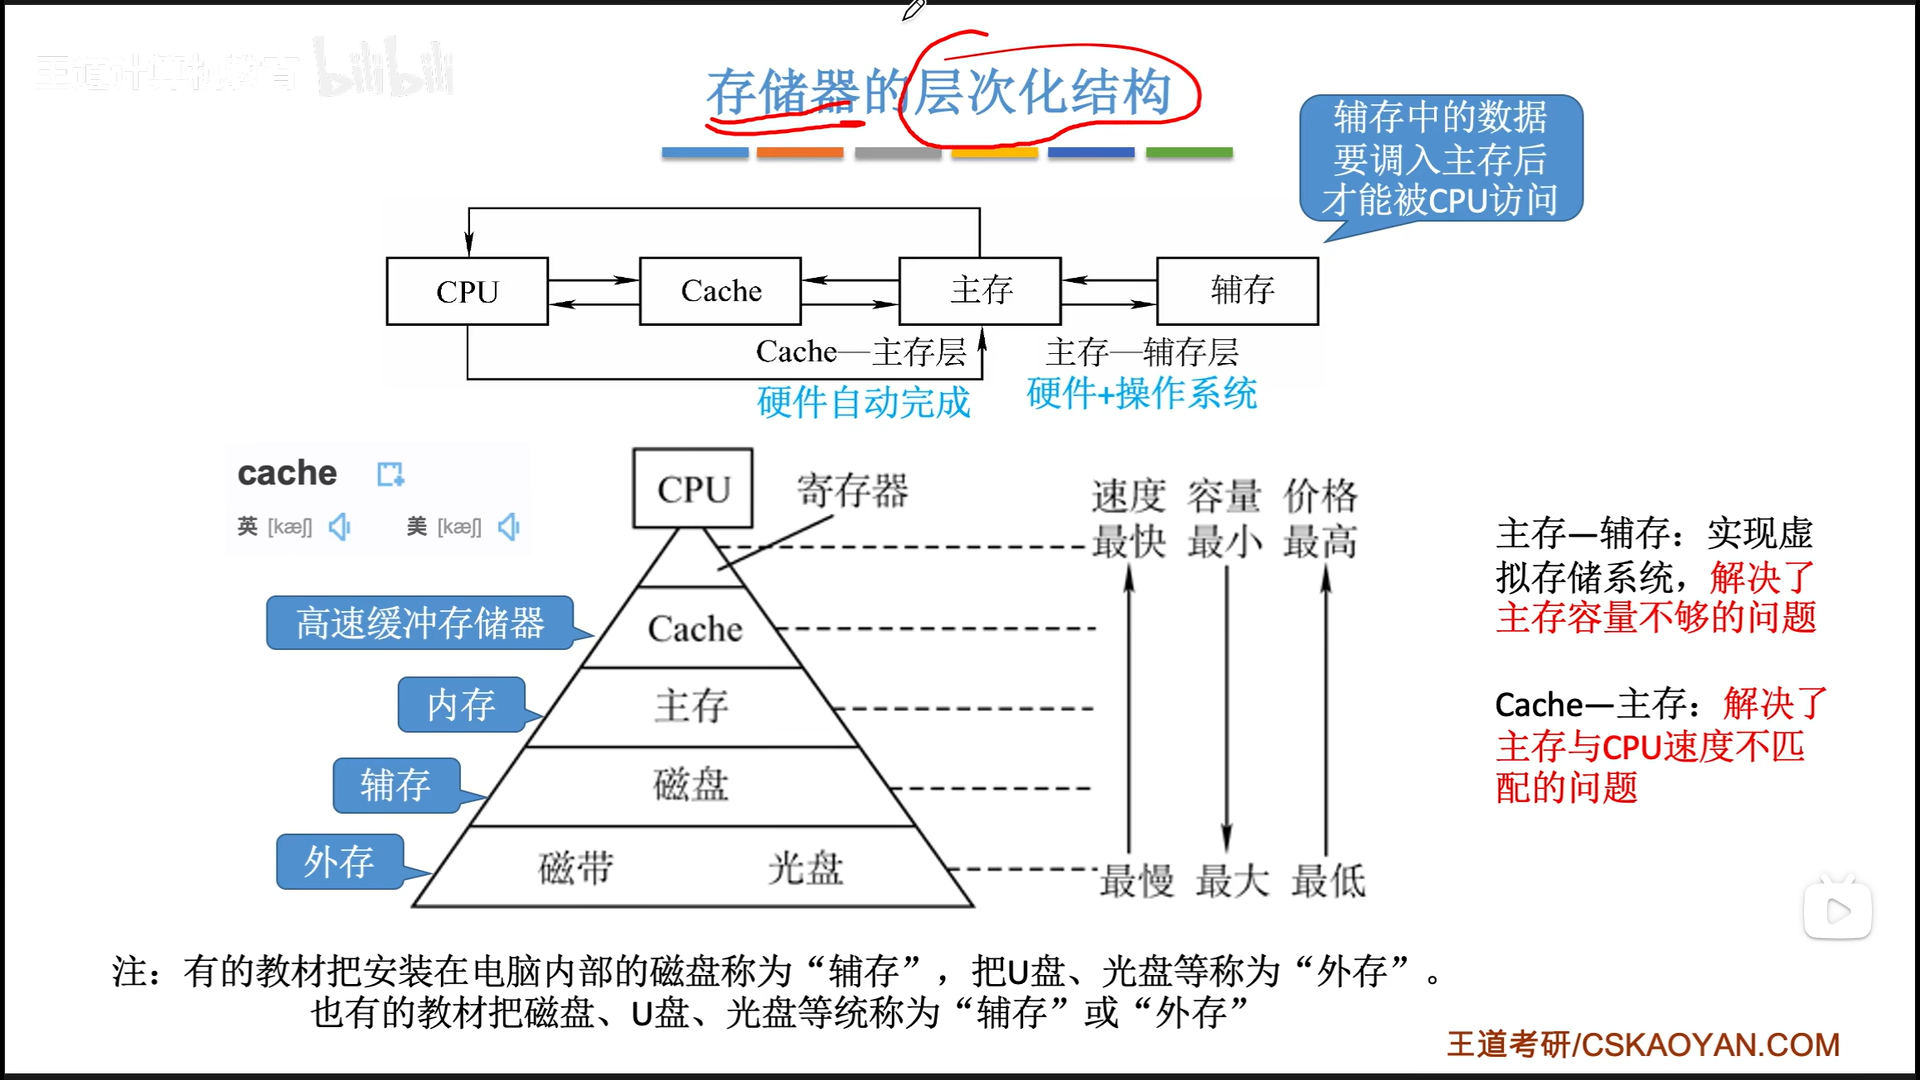 王道计算机教育 bilibili
存储器的层次化结构
辅存中的数据
要调入主存后
才能被CPU访问
CPU
Cache
主存
辅存
Cache—主存层
主存—辅存层
硬件自动完成
硬件+操作系统
cache
英 [kæʃ] 美 [kæʃ]
CPU
寄存器
速度 容量 价格
最快 最小 最高
高速缓冲存储器
Cache
内存
主存
辅存
磁盘
外存
磁带 光盘
最慢 最大 最低
主存—辅存：实现虚
拟存储系统，解决了
主存容量不够的问题
Cache—主存：解决了
主存与CPU速度不匹
配的问题
注：有的教材把安装在电脑内部的磁盘称为“辅存”，把U盘、光盘等称为“外存”。
也有的教材把磁盘、U盘、光盘等统称为“辅存”或“外存”
王道考研/CSKAOYAN.COM